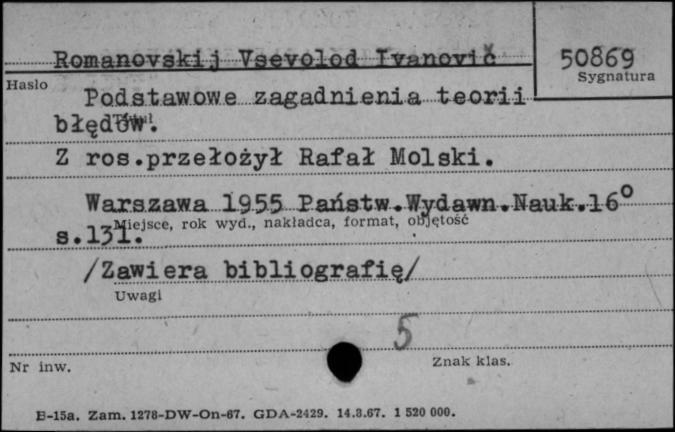 Romanovskij Vsevolod Ivanovič
50869
Sygnatura
Hasło
Podstawowe zagadnienia teorii
błędów.
Tytuł
Z ros.przełożył Rafał Molski.
Warszawa 1955 Państw.Wydawn.Nauk.16°
Miejsce, rok wyd., nakładca, format, objętość
s.131.
/Zawiera bibliografię/
Uwagi
5
Nr inw.
Znak klas.
B-15a. Zam. 1278-DW-On-67. GDA-2429. 14.3.67. 1 520 000.